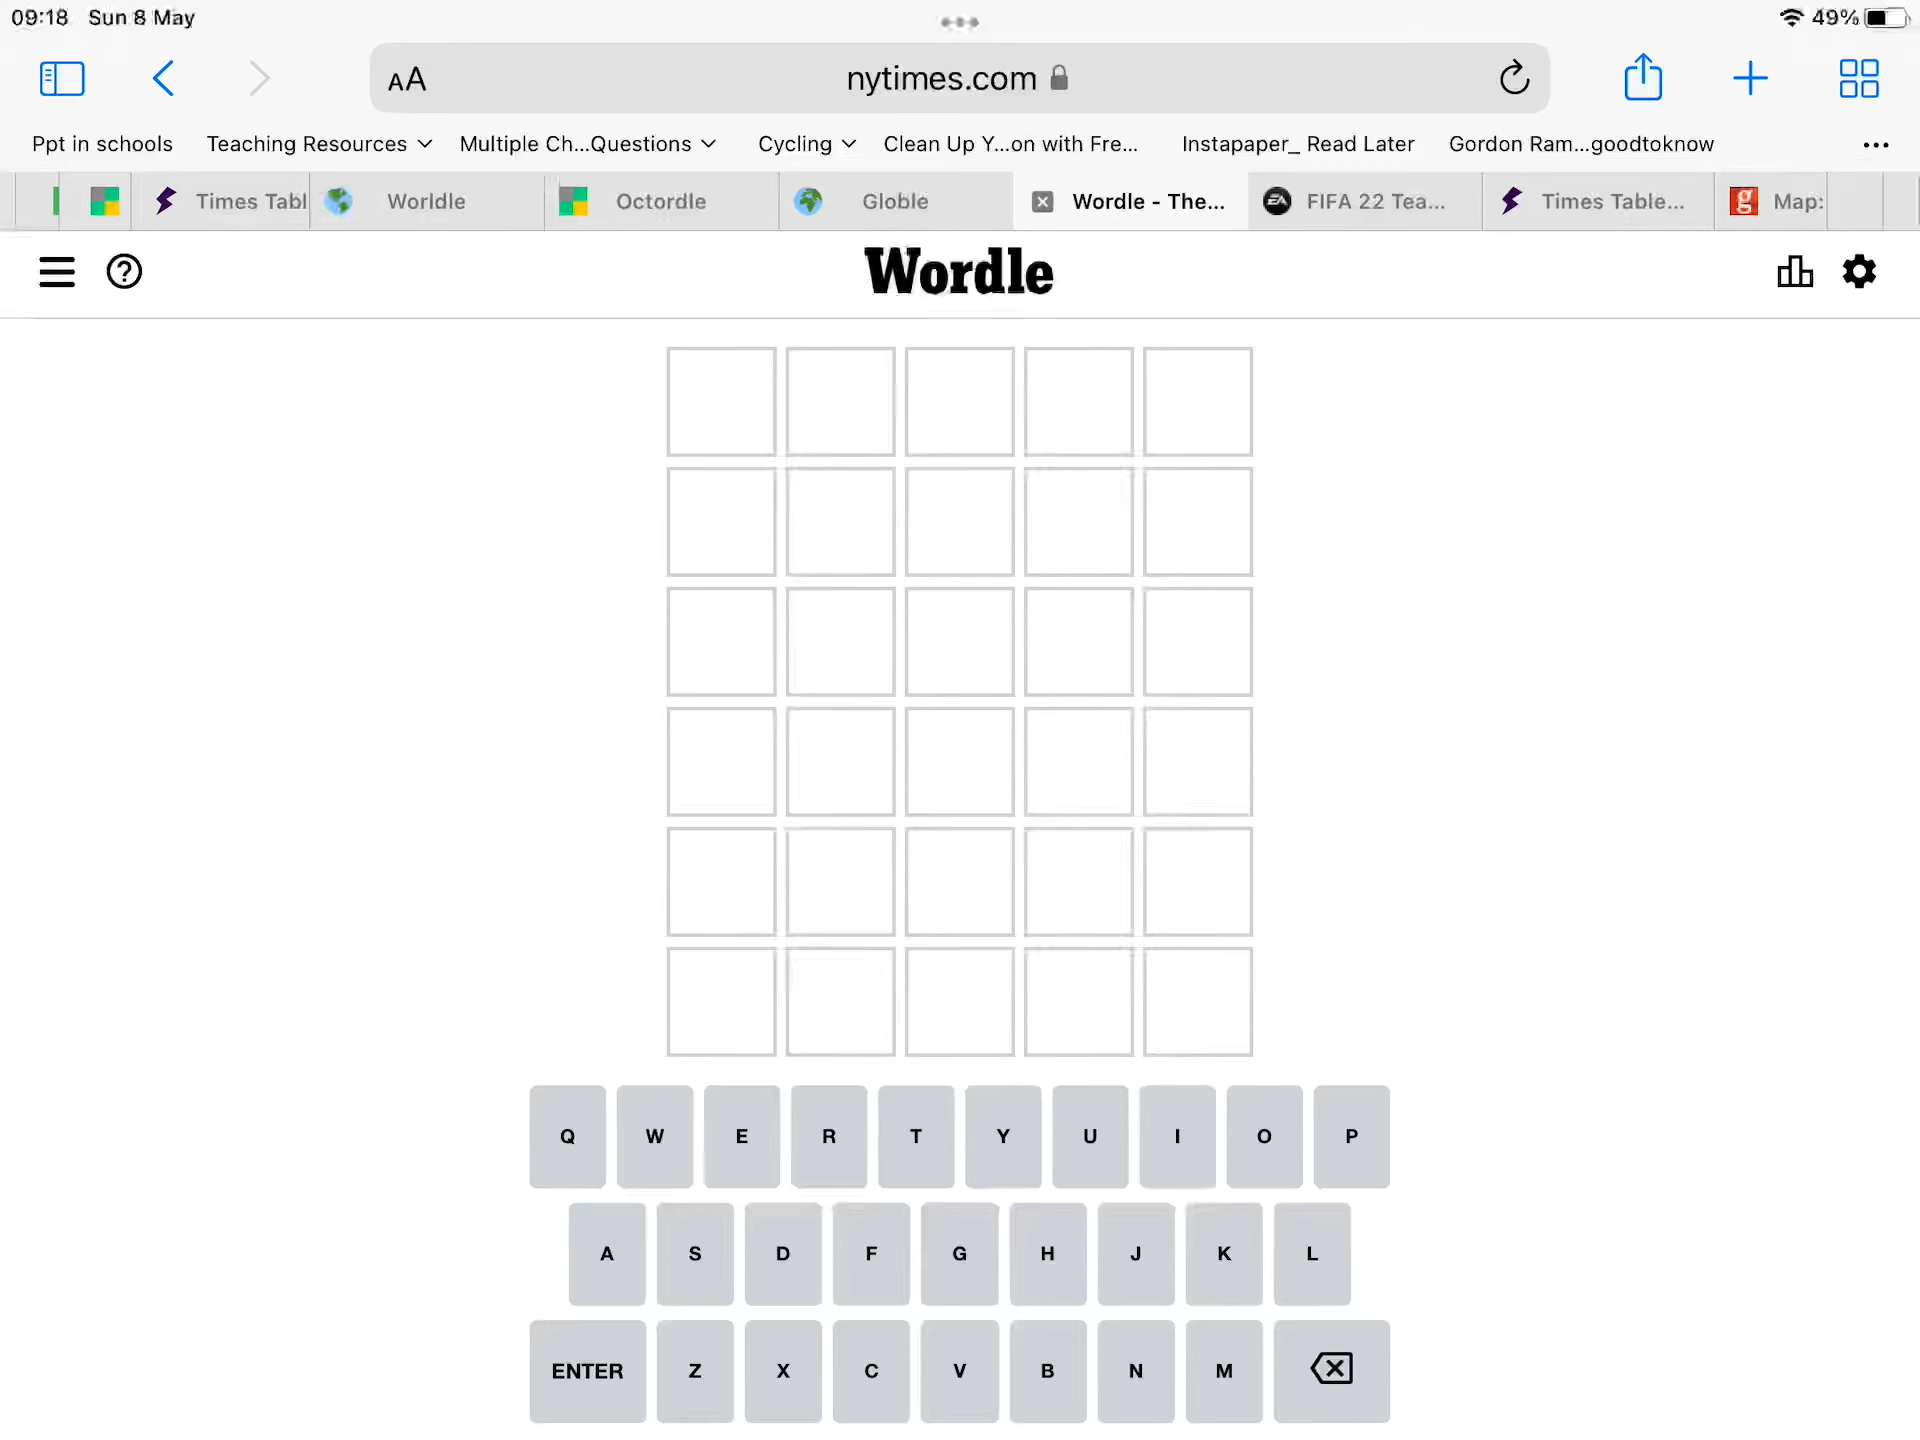 09:18 Sun 8 May 49%
AA nytimes.com
Ppt in schools Teaching Resources Multiple Ch...Questions Cycling Clean Up Y...on with Fre... Instapaper_ Read Later Gordon Ram...goodtoknow
Times Tabl Worldle Octordle Globle Wordle - The... EA FIFA 22 Tea... Times Table... g Map:
Wordle
Q W E R T Y U I O P
A S D F G H J K L
ENTER Z X C V B N M